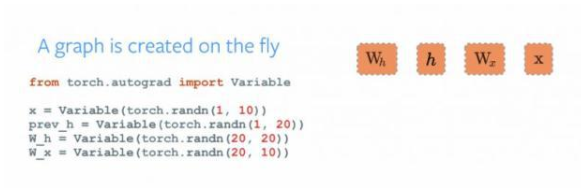 A graph is created on the fly
W_h h W_x x
from torch.autograd import Variable
x = Variable(torch.randn(1, 10))
prev_h = Variable(torch.randn(1, 20))
W_h = Variable(torch.randn(20, 20))
W_x = Variable(torch.randn(20, 10))